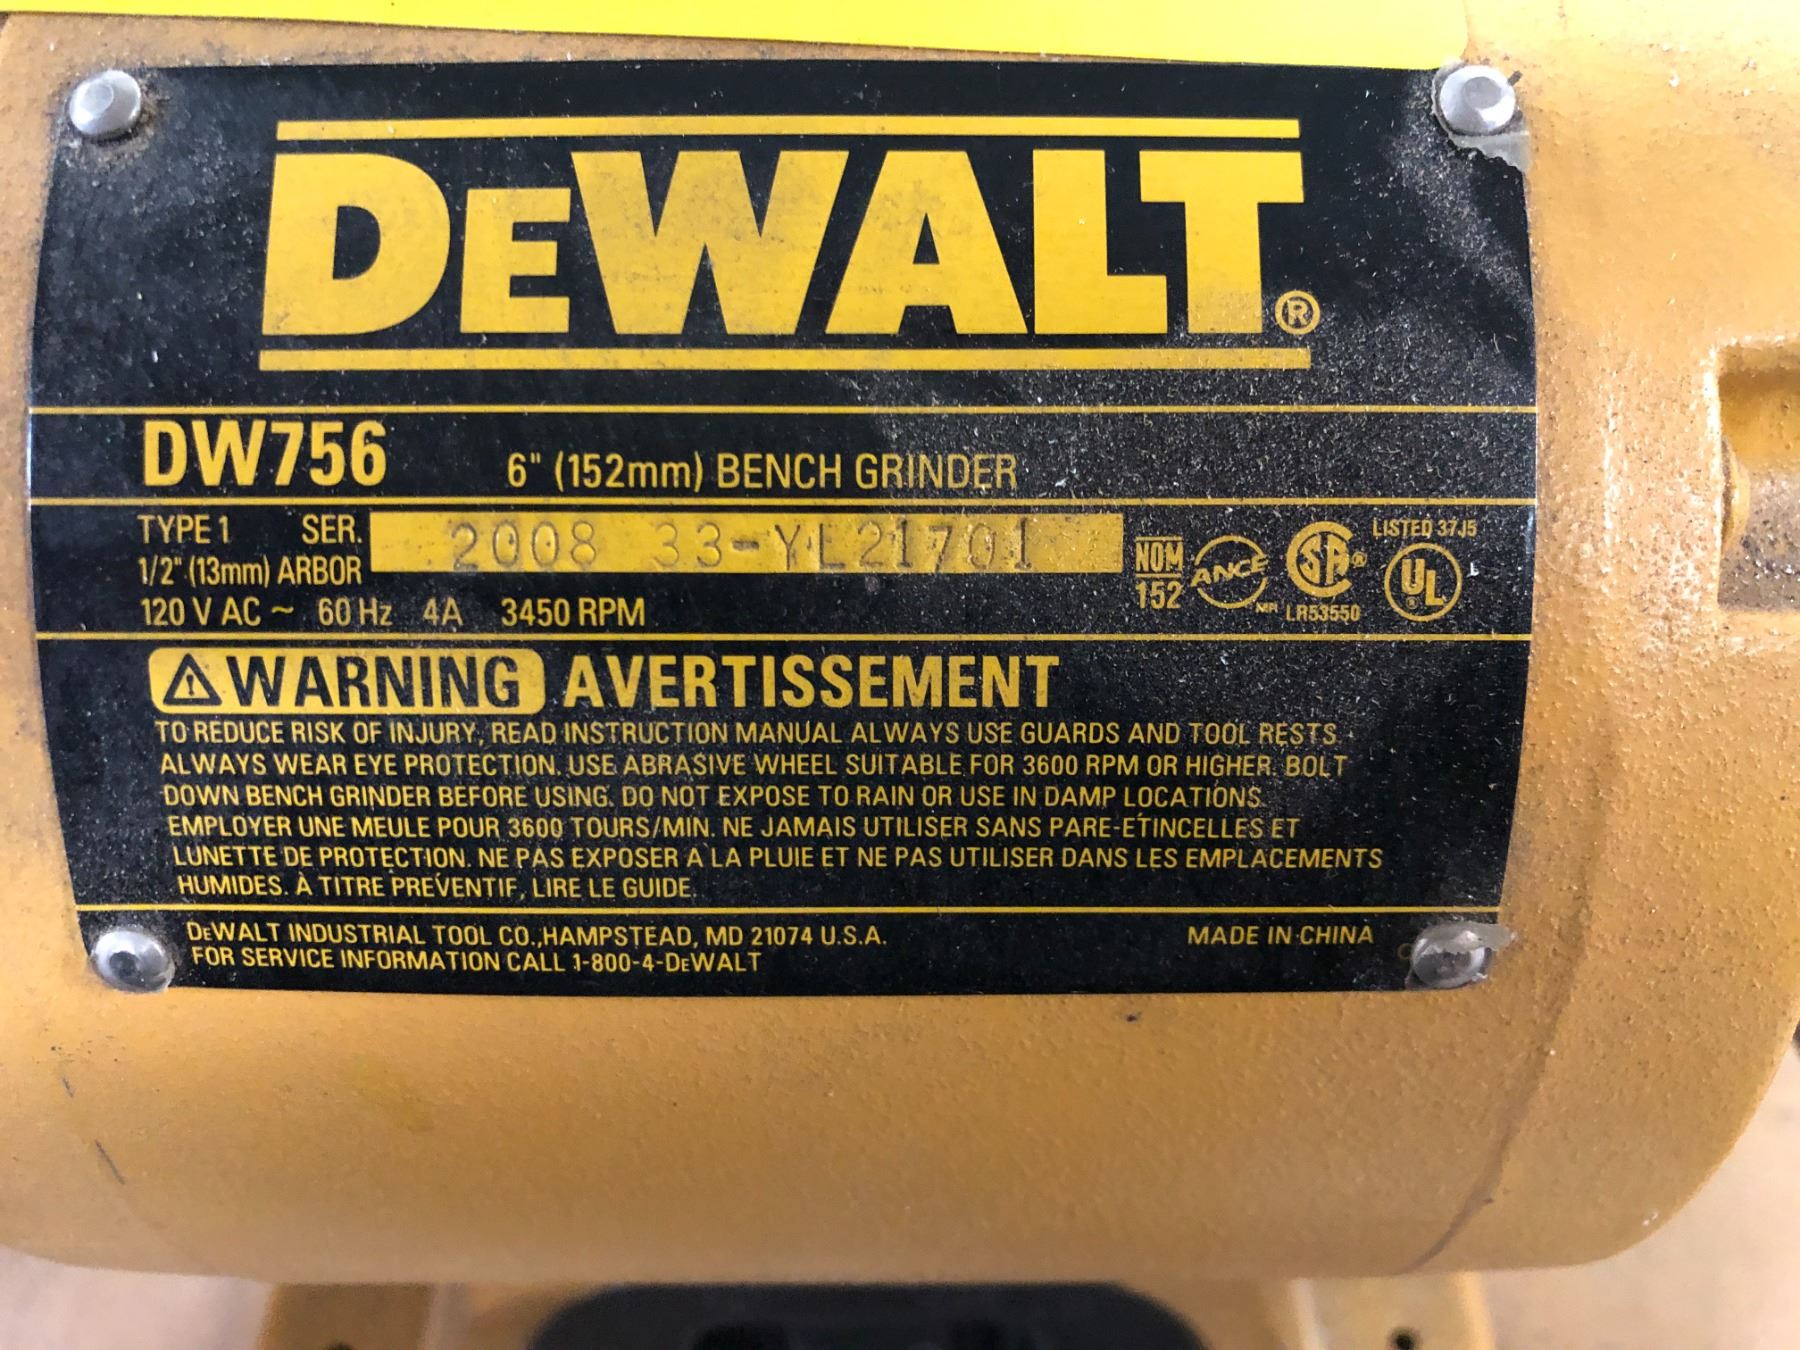 DEWALT®
DW756 6" (152mm) BENCH GRINDER
TYPE 1 SER. 2008 33-YL21701
1/2" (13mm) ARBOR
120 V AC ~ 60 Hz 4A 3450 RPM
NOM
152
ANCE
SA®
LR53550
LISTED 37J5
UL®
⚠WARNING AVERTISSEMENT
TO REDUCE RISK OF INJURY, READ INSTRUCTION MANUAL ALWAYS USE GUARDS AND TOOL RESTS.
ALWAYS WEAR EYE PROTECTION. USE ABRASIVE WHEEL SUITABLE FOR 3600 RPM OR HIGHER. BOLT
DOWN BENCH GRINDER BEFORE USING. DO NOT EXPOSE TO RAIN OR USE IN DAMP LOCATIONS.
EMPLOYER UNE MEULE POUR 3600 TOURS/MIN. NE JAMAIS UTILISER SANS PARE-ÉTINCELLES ET
LUNETTE DE PROTECTION. NE PAS EXPOSER A LA PLUIE ET NE PAS UTILISER DANS LES EMPLACEMENTS
HUMIDES. À TITRE PRÉVENTIF, LIRE LE GUIDE.
DEWALT INDUSTRIAL TOOL CO.,HAMPSTEAD, MD 21074 U.S.A. MADE IN CHINA
FOR SERVICE INFORMATION CALL 1-800-4-DEWALT